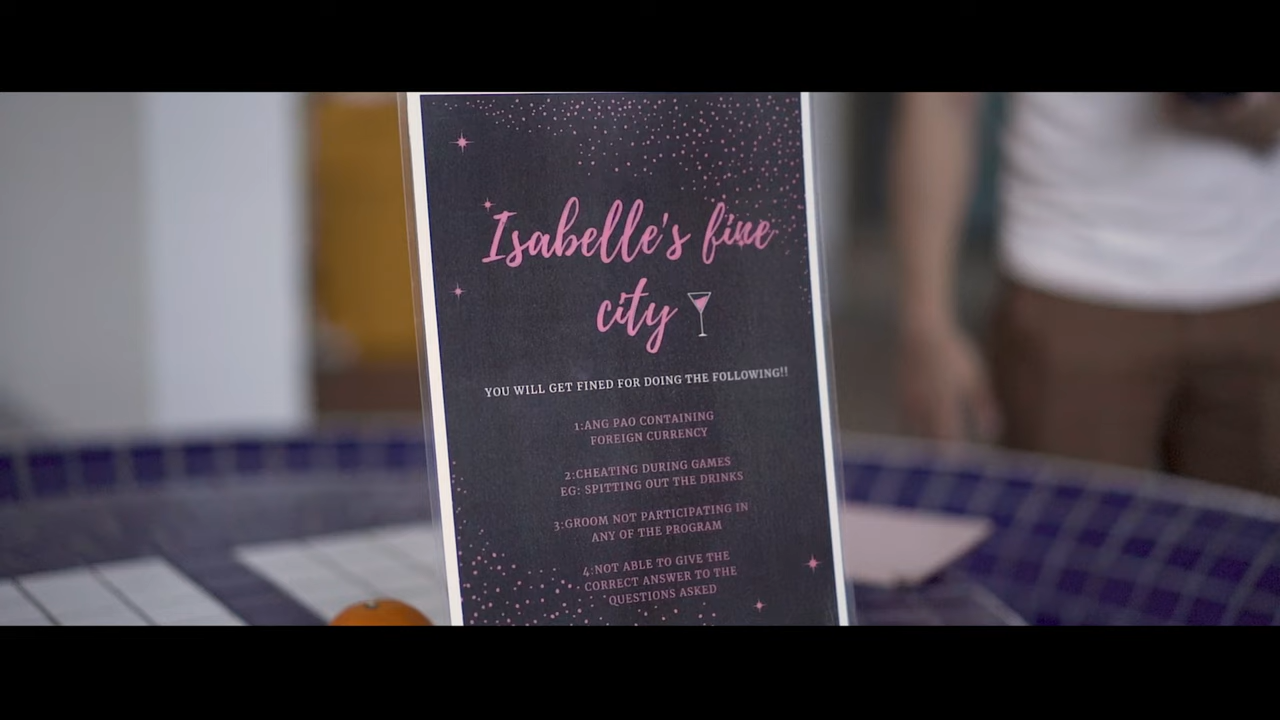 Isabelle's fine
city
YOU WILL GET FINED FOR DOING THE FOLLOWING!!
1:ANG PAO CONTAINING
FOREIGN CURRENCY
2:CHEATING DURING GAMES
EG: SPITTING OUT THE DRINKS
3:GROOM NOT PARTICIPATING IN
ANY OF THE PROGRAM
4:NOT ABLE TO GIVE THE
CORRECT ANSWER TO THE
QUESTIONS ASKED